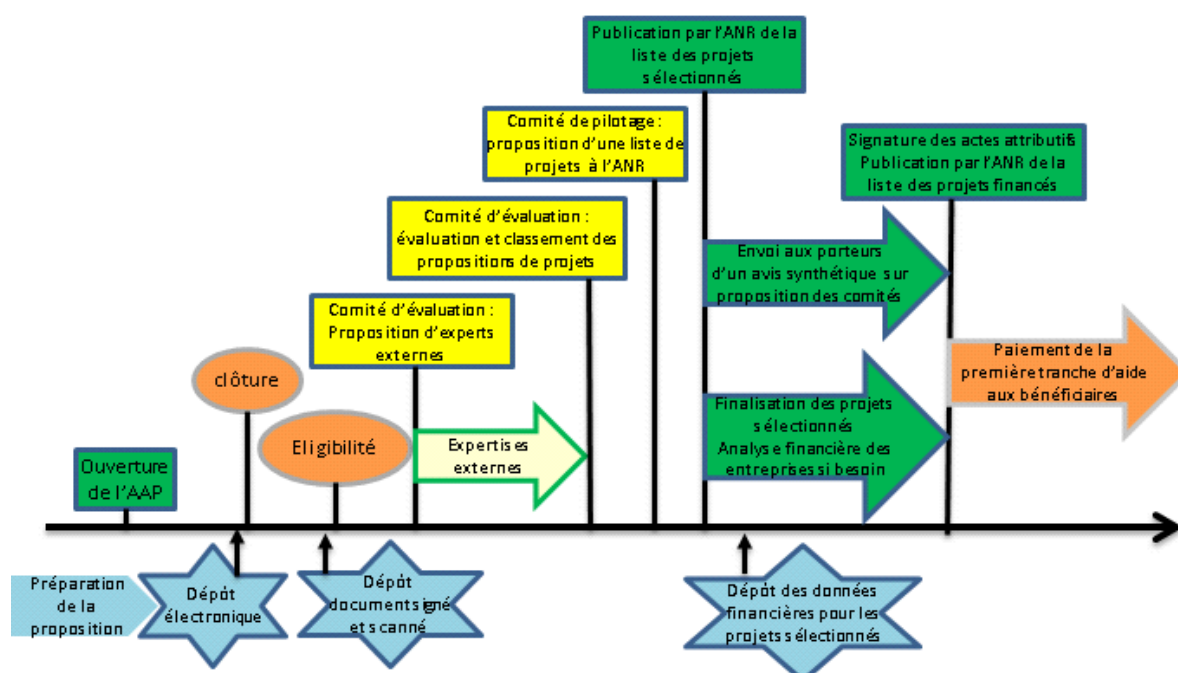 Publication par l'ANR de la
liste des projets
sélectionnés
Comité de pilotage :
proposition d'une liste de
projets à l'ANR
Signature des actes attributifs
Publication par l'ANR de la
liste des projets financés
Comité d'évaluation :
évaluation et classement des
propositions de projets
Envoi aux porteurs
d'un avis synthétique sur
proposition des comités
Comité d'évaluation :
Proposition d'experts
externes
clôture
Paiement de la
première tranche d'aide
aux bénéficiaires
Eligibilité
Expertises
externes
Finalisation des projets
sélectionnés
Analyse financière des
entreprises si besoin
Ouverture
de l'AAP
Préparation
de la
proposition
Dépôt
électronique
Dépôt
document signé
et scanné
Dépôt des données
financières pour les
projets sélectionnés